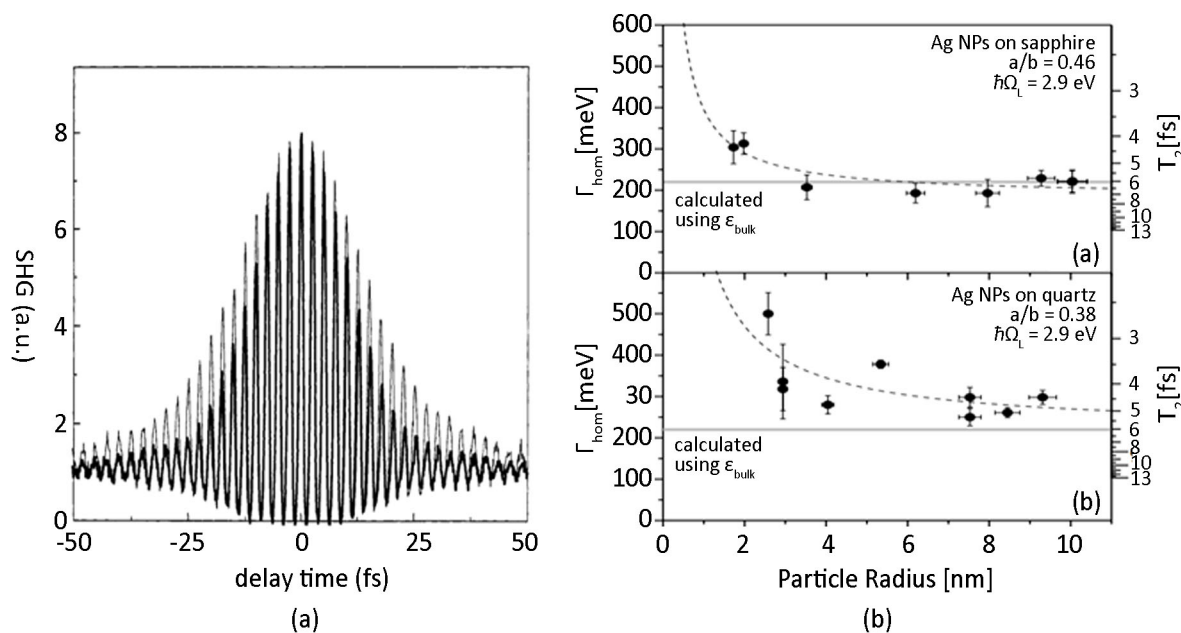 8
6
4
2
0
-50
-25
0
25
50
SHG (a.u.)
delay time (fs)
(a)
600
500
400
300
200
100
0
Γhom[meV]
Ag NPs on sapphire
a/b = 0.46
ħΩL = 2.9 eV
calculated
using εbulk
(a)
3
4
5
6
8
10
13
T2[fs]
500
400
30
200
100
0
Γhom[meV]
Ag NPs on quartz
a/b = 0.38
ħΩL = 2.9 eV
calculated
using εbulk
(b)
3
4
5
6
8
10
13
T2[fs]
0
2
4
6
8
10
Particle Radius [nm]
(b)